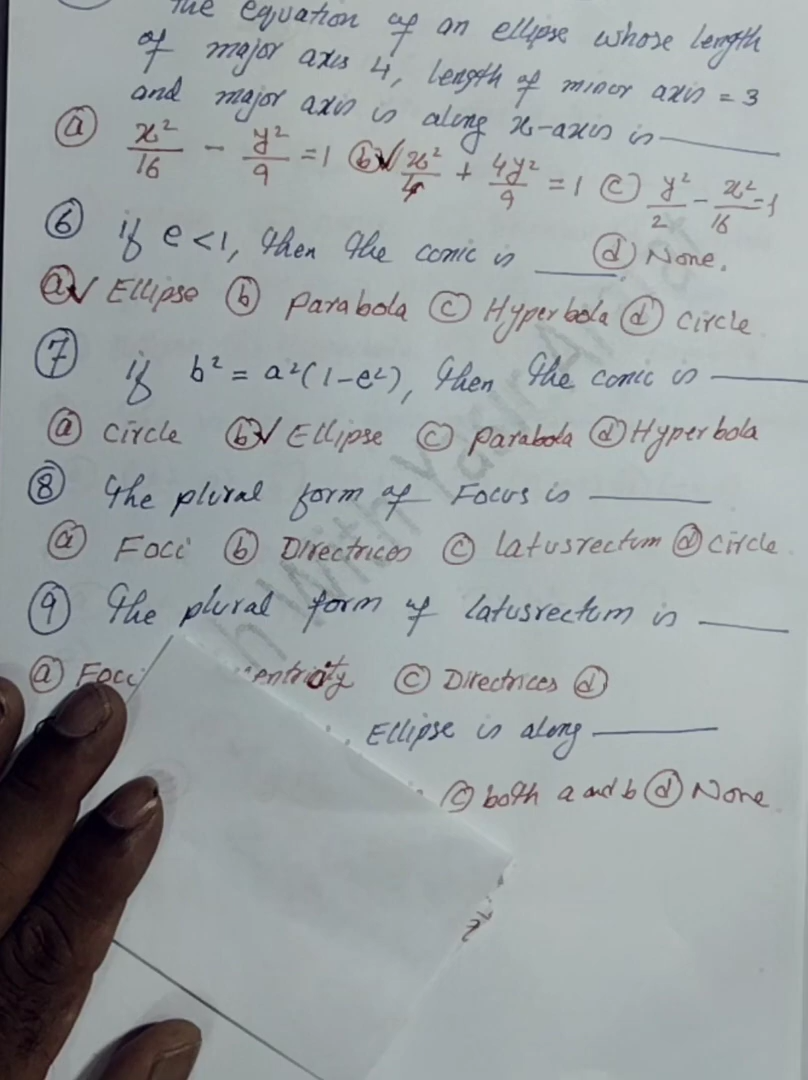 the equation of an ellipse whose length
of major axis 4, length of minor axis = 3
and major axis is along x-axis is ______
ⓐ x²/16 - y²/9 = 1 ⓑ✓ x²/4 + 4y²/9 = 1 ⓒ y²/2 - x²/16 = 1
⑥ if e < 1, then the conic is ______ ⓓ None.
ⓐ✓ Ellipse ⓑ Parabola ⓒ Hyperbola ⓓ circle
⑦ if b² = a²(1-e²), then the conic is ______
ⓐ circle ⓑ✓ Ellipse ⓒ parabola ⓓ Hyperbola
⑧ the plural form of Focus is ______
ⓐ Foci ⓑ Directrices ⓒ latusrectum ⓓ circle
⑨ the plural form of latusrectum is ______
ⓐ Foci ⓒ Directrices ⓓ
Ellipse is along ______
ⓒ both a and b ⓓ None
With Yasir